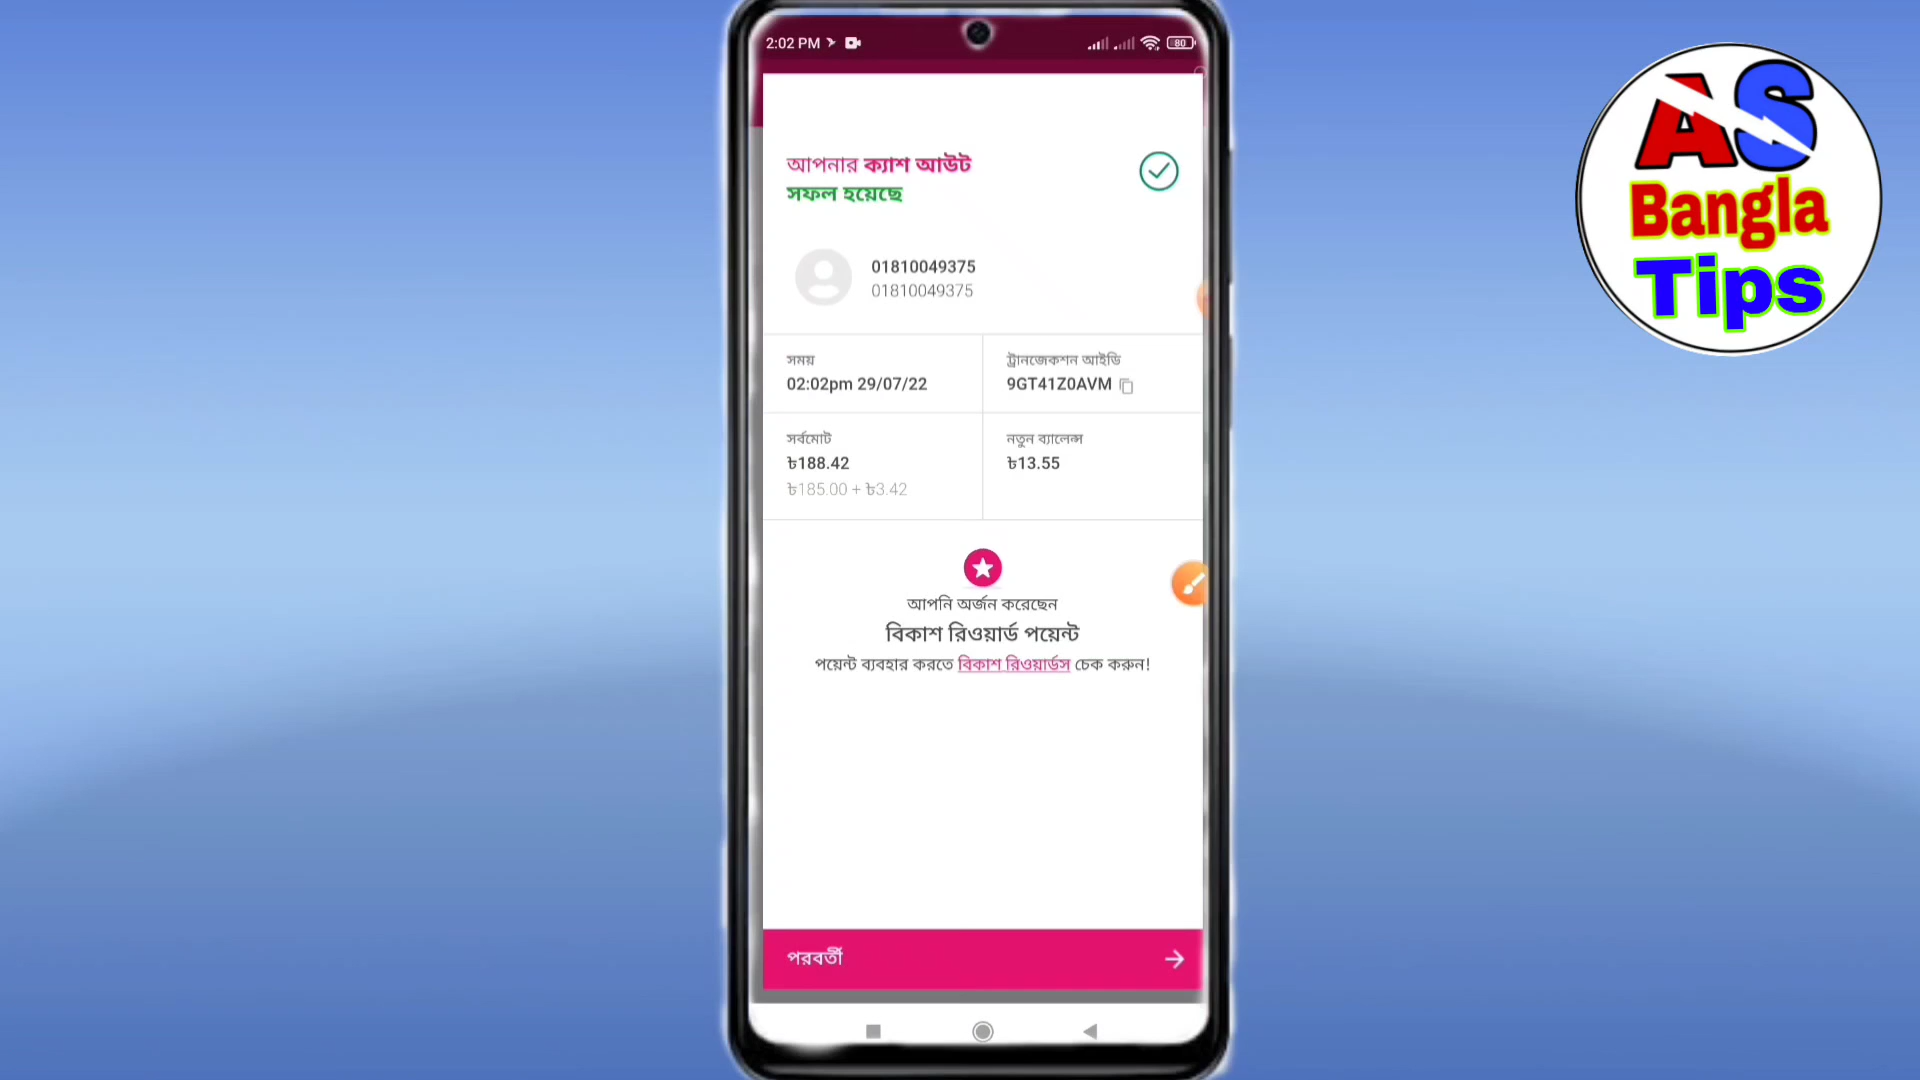 2:02 PM
80
আপনার ক্যাশ আউট
সফল হয়েছে
01810049375
01810049375
সময়
02:02pm 29/07/22
ট্রানজেকশন আইডি
9GT41Z0AVM
সর্বমোট
৳188.42
৳185.00 + ৳3.42
নতুন ব্যালেন্স
৳13.55
আপনি অর্জন করেছেন
বিকাশ রিওয়ার্ড পয়েন্ট
পয়েন্ট ব্যবহার করতে বিকাশ রিওয়ার্ডস চেক করুন!
পরবর্তী
AS
Bangla
Tips